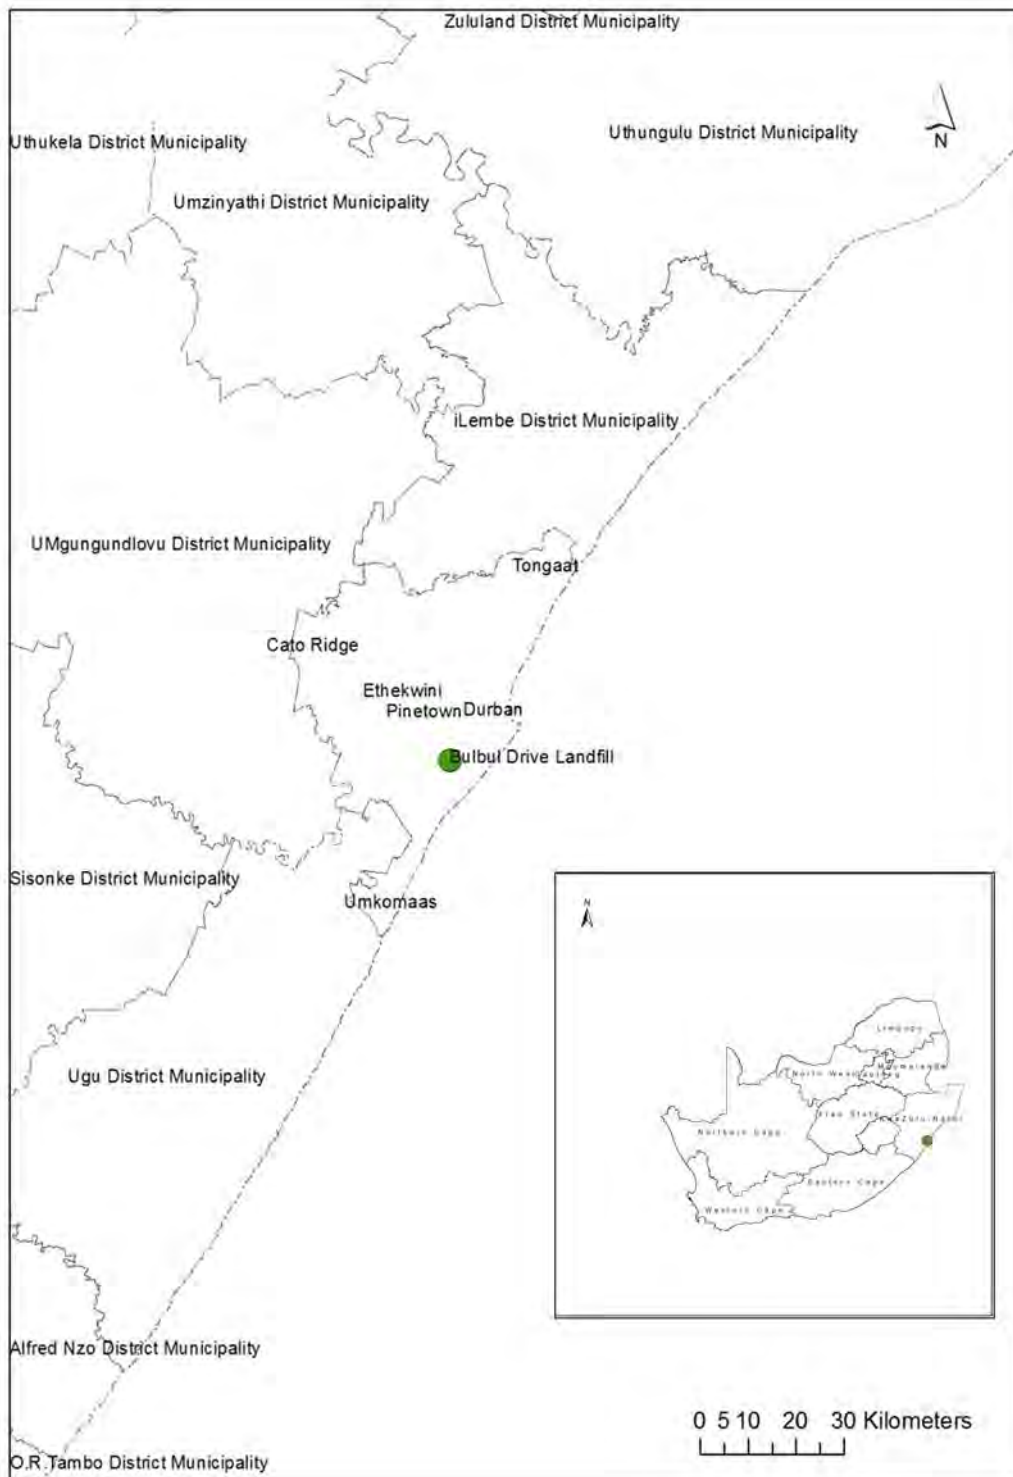 Zululand District Municipality
Uthungulu District Municipality
N
Uthukela District Municipality
Umzinyathi District Municipality
iLembe District Municipality
UMgungundlovu District Municipality
Tongaat
Cato Ridge
Ethekwini
Pinetown Durban
Bulbul Drive Landfill
Sisonke District Municipality
Umkomaas
N
Limpopo
North West Gauteng
Mpumalanga
Free State
KwaZulu-Natal
Northern Cape
Eastern Cape
Western Cape
Ugu District Municipality
Alfred Nzo District Municipality
0 5 10 20 30 Kilometers
O.R.Tambo District Municipality